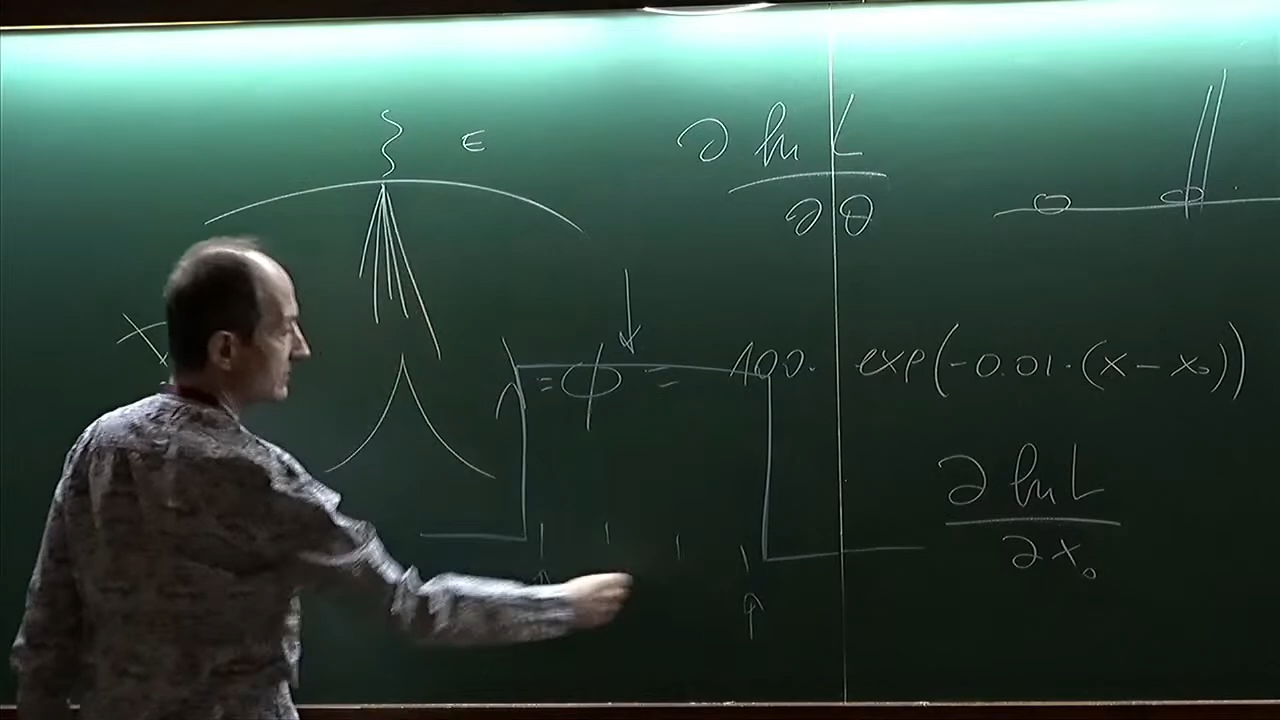 ∈
∂ ln L
∂θ
= ϕ = 100. exp(-0.01·(x-x₀))
∂ ln L
∂x₀